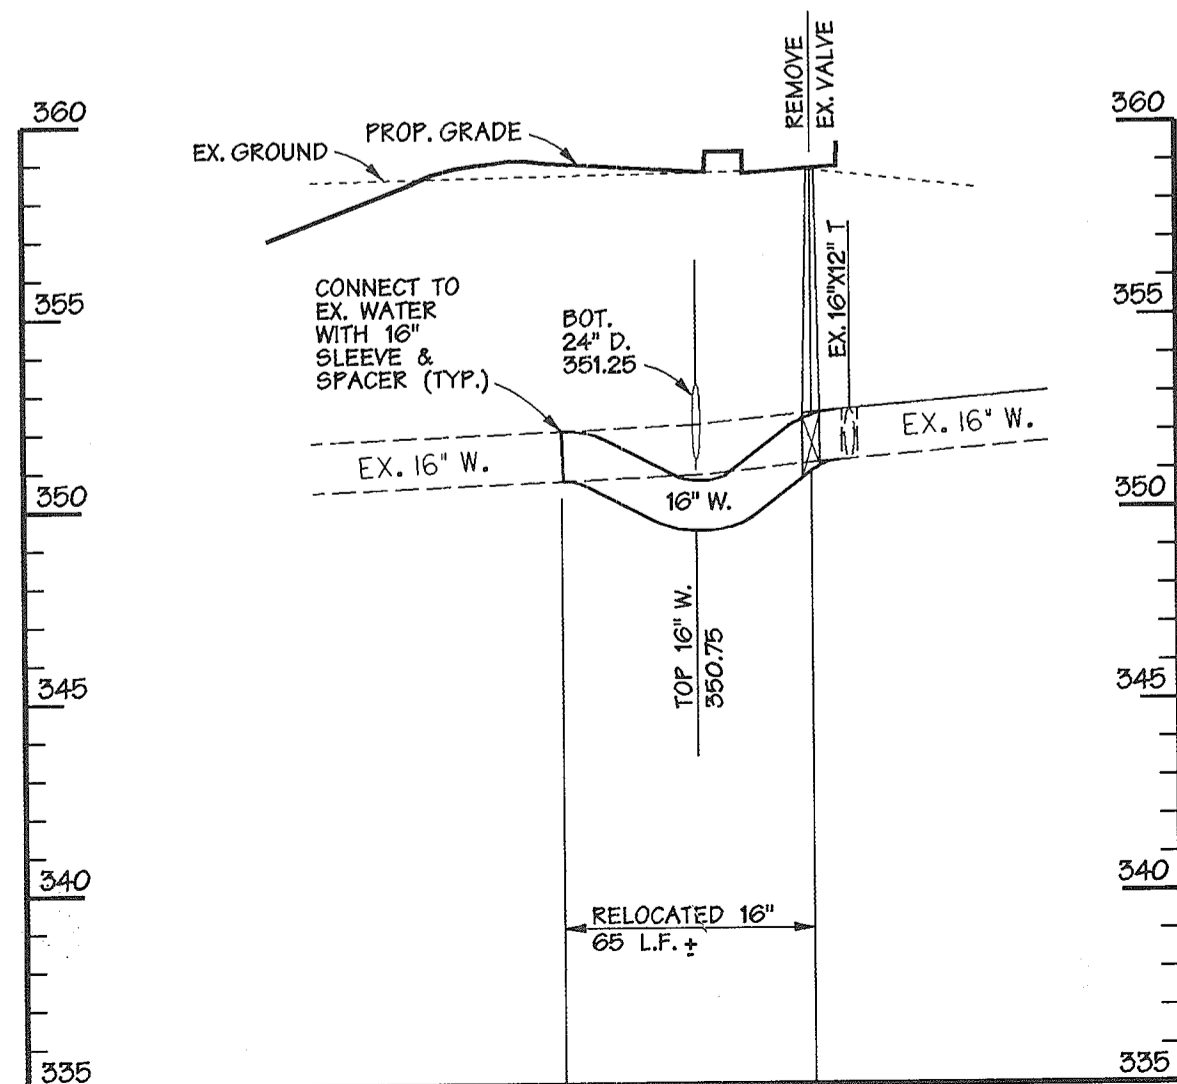 REMOVE
EX. VALVE
360
360
PROP. GRADE
EX. GROUND
EX. 16"X12" T
CONNECT TO
EX. WATER
WITH 16"
SLEEVE &
SPACER (TYP.)
BOT.
24" D.
351.25
355
355
EX. 16" W.
EX. 16" W.
16" W.
350
350
TOP 16" W.
350.75
345
345
340
340
RELOCATED 16"
65 L.F. ±
335
335